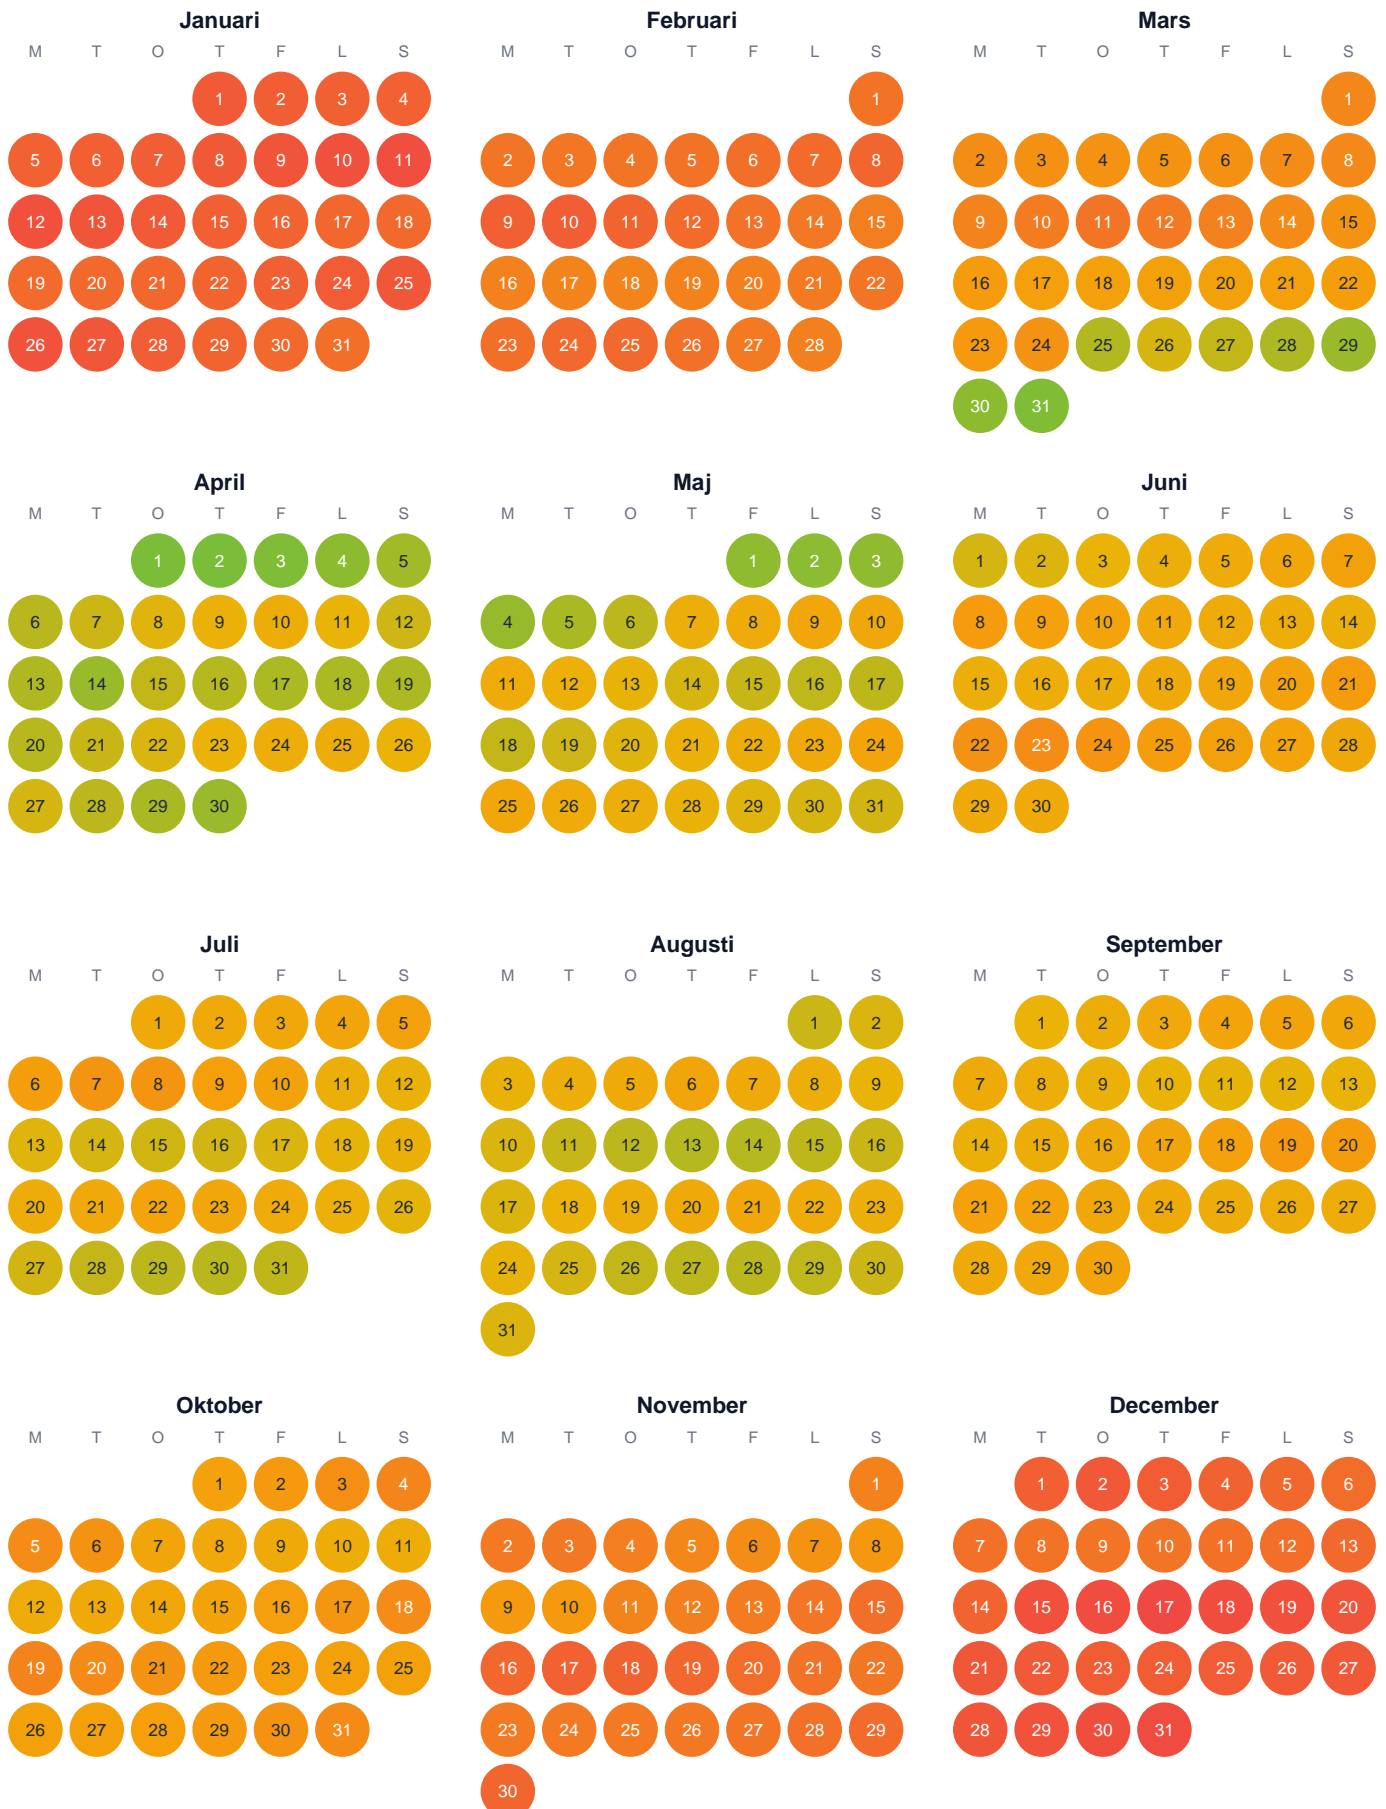 Januari
M T O T F L S
1 2 3 4
5 6 7 8 9 10 11
12 13 14 15 16 17 18
19 20 21 22 23 24 25
26 27 28 29 30 31
Februari
M T O T F L S
1
2 3 4 5 6 7 8
9 10 11 12 13 14 15
16 17 18 19 20 21 22
23 24 25 26 27 28
Mars
M T O T F L S
1
2 3 4 5 6 7 8
9 10 11 12 13 14 15
16 17 18 19 20 21 22
23 24 25 26 27 28 29
30 31
April
M T O T F L S
1 2 3 4 5
6 7 8 9 10 11 12
13 14 15 16 17 18 19
20 21 22 23 24 25 26
27 28 29 30
Maj
M T O T F L S
1 2 3
4 5 6 7 8 9 10
11 12 13 14 15 16 17
18 19 20 21 22 23 24
25 26 27 28 29 30 31
Juni
M T O T F L S
1 2 3 4 5 6 7
8 9 10 11 12 13 14
15 16 17 18 19 20 21
22 23 24 25 26 27 28
29 30
Juli
M T O T F L S
1 2 3 4 5
6 7 8 9 10 11 12
13 14 15 16 17 18 19
20 21 22 23 24 25 26
27 28 29 30 31
Augusti
M T O T F L S
1 2
3 4 5 6 7 8 9
10 11 12 13 14 15 16
17 18 19 20 21 22 23
24 25 26 27 28 29 30
31
September
M T O T F L S
1 2 3 4 5 6
7 8 9 10 11 12 13
14 15 16 17 18 19 20
21 22 23 24 25 26 27
28 29 30
Oktober
M T O T F L S
1 2 3 4
5 6 7 8 9 10 11
12 13 14 15 16 17 18
19 20 21 22 23 24 25
26 27 28 29 30 31
November
M T O T F L S
1
2 3 4 5 6 7 8
9 10 11 12 13 14 15
16 17 18 19 20 21 22
23 24 25 26 27 28 29
30
December
M T O T F L S
1 2 3 4 5 6
7 8 9 10 11 12 13
14 15 16 17 18 19 20
21 22 23 24 25 26 27
28 29 30 31